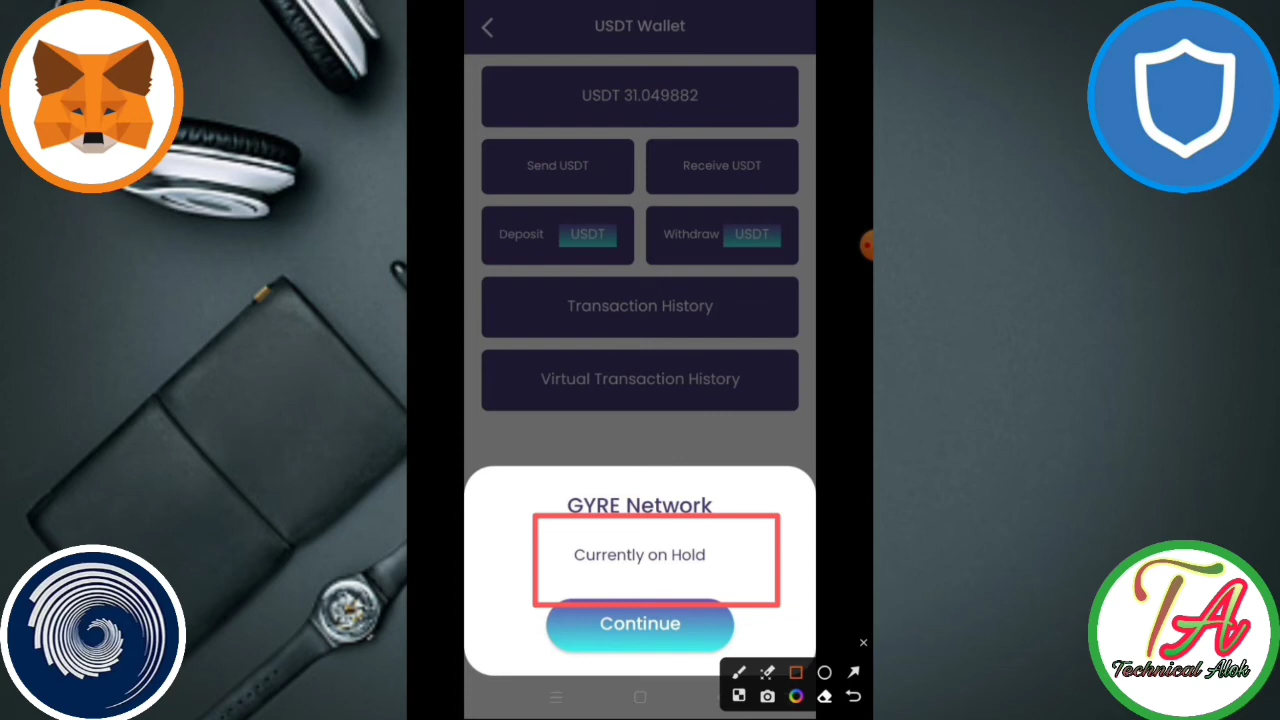 USDT Wallet
USDT 31.049882
Send USDT
Receive USDT
Deposit USDT
Withdraw USDT
Transaction History
Virtual Transaction History
GYRE Network
Currently on Hold
Continue
TA
Technical Alok